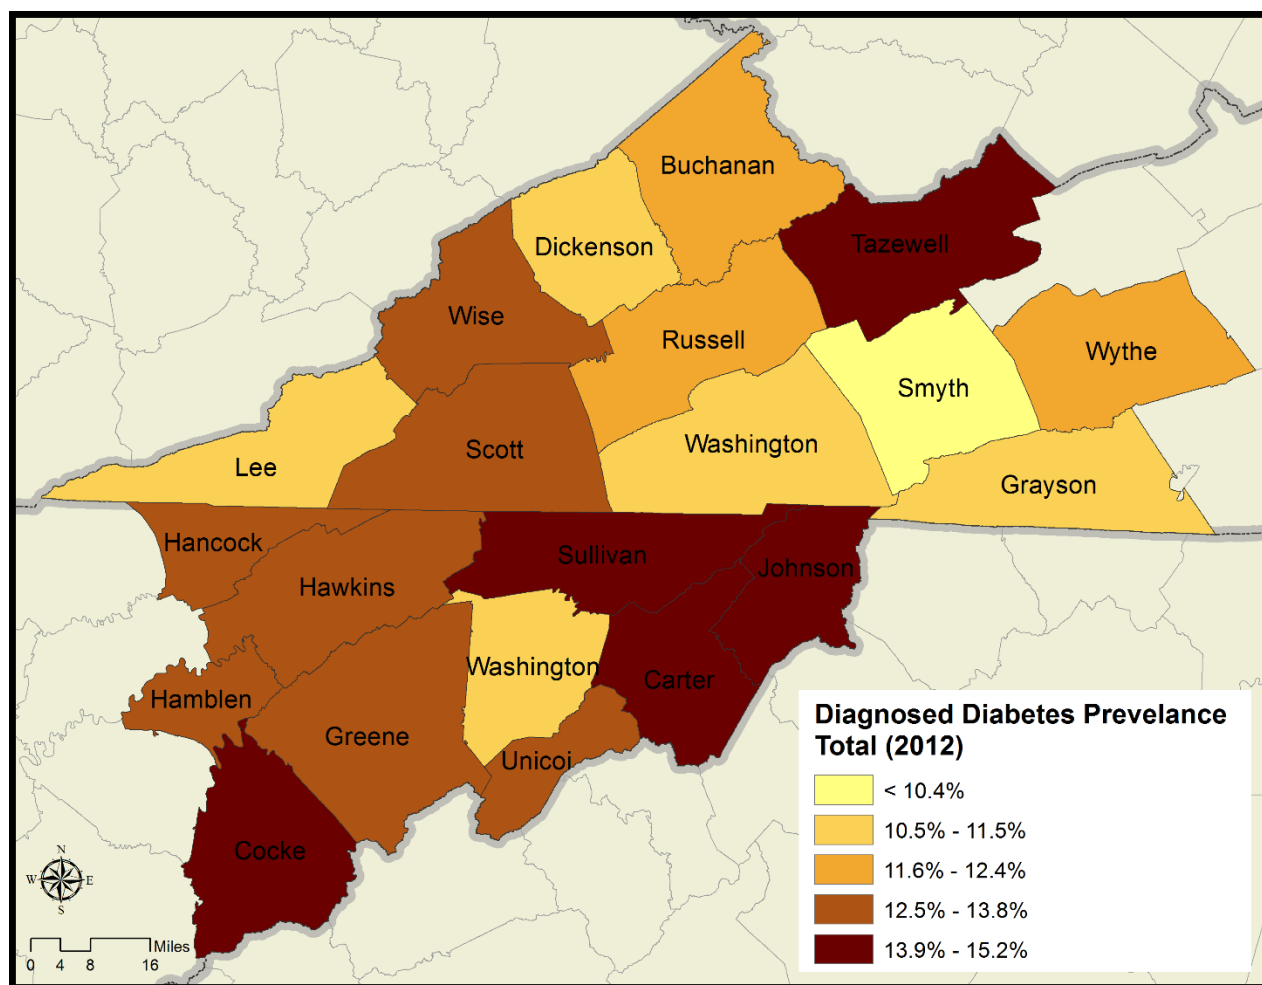 Buchanan
Tazewell
Dickenson
Wise
Russell
Wythe
Smyth
Washington
Scott
Lee
Grayson
Hancock
Sullivan
Johnson
Hawkins
Washington
Carter
Hamblen
Greene
Unicoi
Cocke
Diagnosed Diabetes Prevelance
Total (2012)
< 10.4%
10.5% - 11.5%
11.6% - 12.4%
12.5% - 13.8%
13.9% - 15.2%
N
W E
S
Miles
0 4 8 16